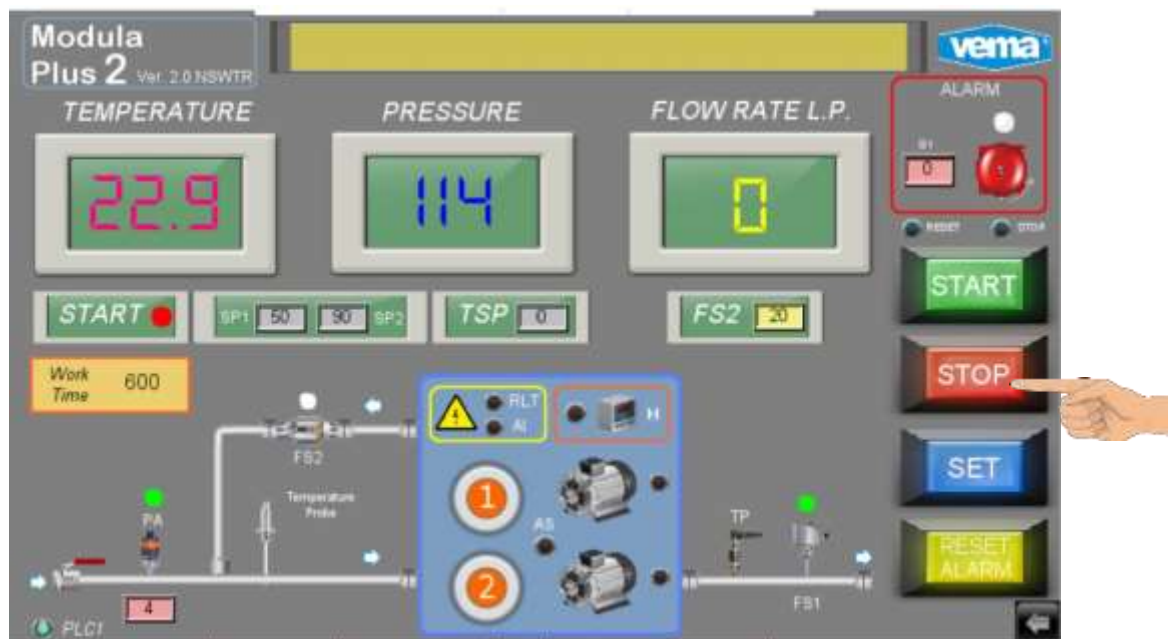 Modula
Plus 2 Ver. 2.0 NSWTR
vema
TEMPERATURE
PRESSURE
FLOW RATE L.P.
ALARM
22.9
114
0
0
RESET
STOP
START
START
SP1 50 90 SP2
TSP 0
FS2 20
Work
Time
600
STOP
RLT
AI
H
FS2
SET
1
Temperature
Probe
PA
AS
TP
RESET
ALARM
2
4
FS1
PLC1